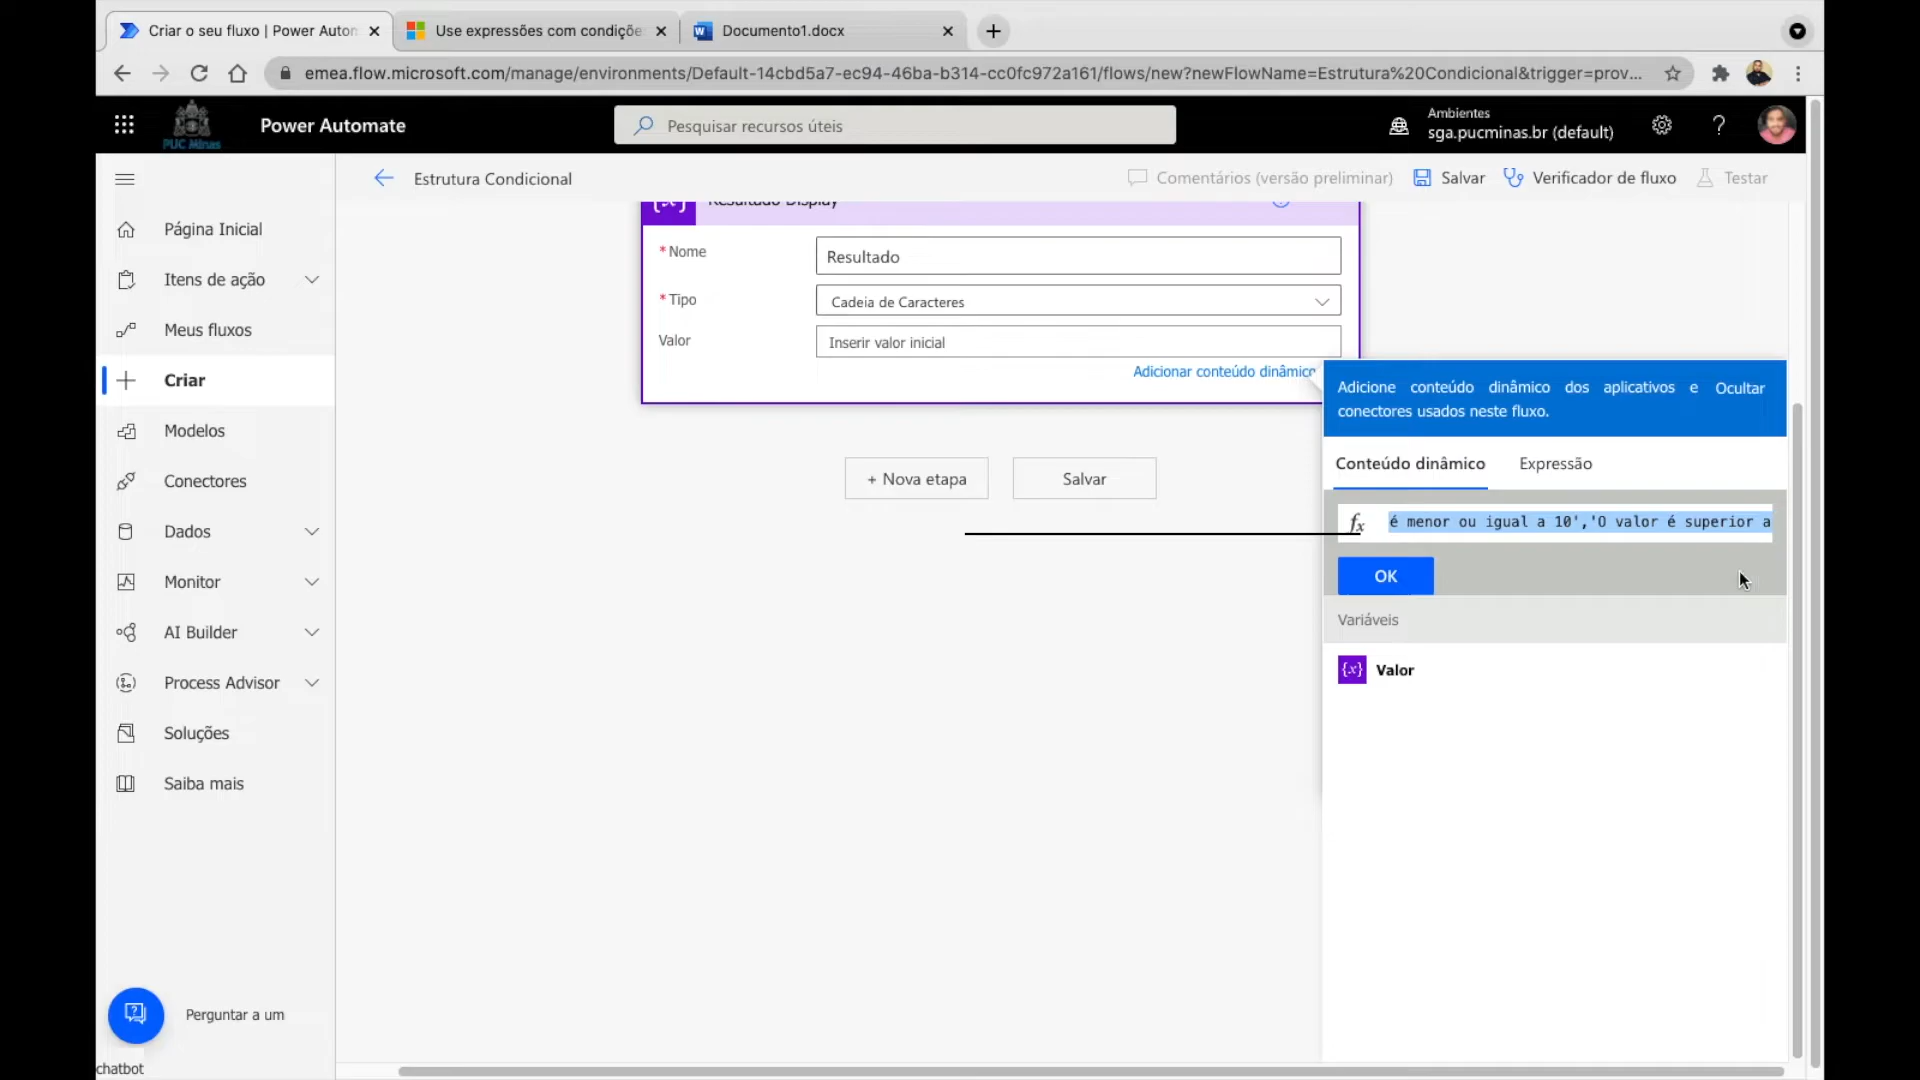 Criar o seu fluxo | Power Autom
Use expressões com condiçõe
Documento1.docx
emea.flow.microsoft.com/manage/environments/Default-14cbd5a7-ec94-46ba-b314-cc0fc972a161/flows/new?newFlowName=Estrutura%20Condicional&trigger=prov...
PUC Minas
Power Automate
Pesquisar recursos úteis
Ambientes
sga.pucminas.br (default)
Estrutura Condicional
Comentários (versão preliminar)
Salvar
Verificador de fluxo
Testar
Página Inicial
Itens de ação
Meus fluxos
Criar
Modelos
Conectores
Dados
Monitor
AI Builder
Process Advisor
Soluções
Saiba mais
Perguntar a um
chatbot
{x} Resultado Display
* Nome
Resultado
* Tipo
Cadeia de Caracteres
Valor
Inserir valor inicial
Adicionar conteúdo dinâmico
+ Nova etapa
Salvar
Adicione conteúdo dinâmico dos aplicativos e
conectores usados neste fluxo.
Ocultar
Conteúdo dinâmico
Expressão
fx é menor ou igual a 10','O valor é superior a
OK
Variáveis
{x} Valor